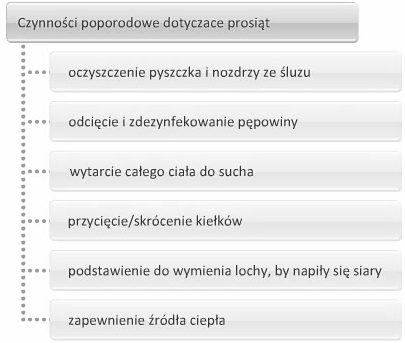 Czynności poporodowe dotyczace prosiąt
oczyszczenie pyszczka i nozdrzy ze śluzu
odcięcie i zdezynfekowanie pępowiny
wytarcie całego ciała do sucha
przycięcie/skrócenie kiełków
podstawienie do wymienia lochy, by napiły się siary
zapewnienie źródła ciepła